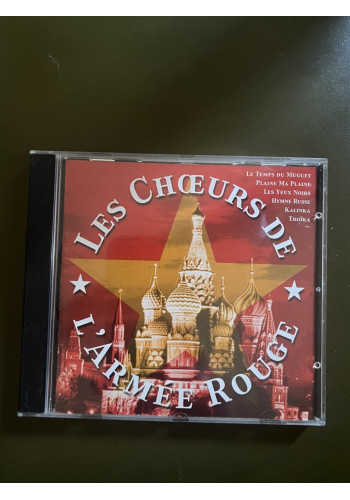 Les Chœurs de
l'Armée Rouge
Le Temps du Muguet
Plaine Ma Plaine
Les Yeux Noirs
Hymne Russe
Kalinka
Troïka
...